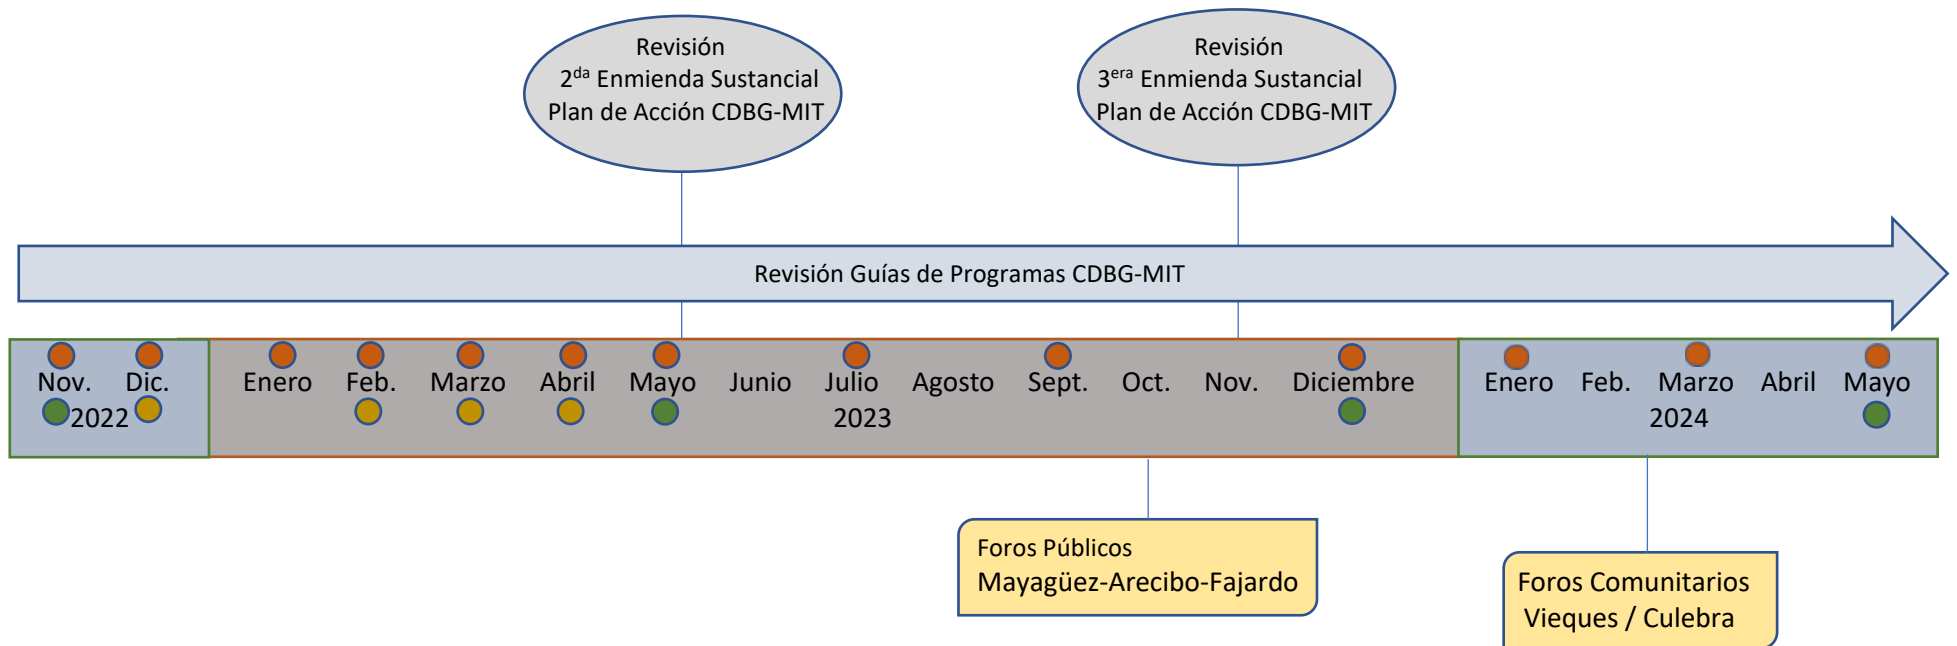 Revisión
2da Enmienda Sustancial
Plan de Acción CDBG-MIT
Revisión
3era Enmienda Sustancial
Plan de Acción CDBG-MIT
Revisión Guías de Programas CDBG-MIT
Nov. Dic. Enero Feb. Marzo Abril Mayo Junio Julio Agosto Sept. Oct. Nov. Diciembre Enero Feb. Marzo Abril Mayo
2022 2023 2024
Foros Públicos
Mayagüez-Arecibo-Fajardo
Foros Comunitarios
Vieques / Culebra